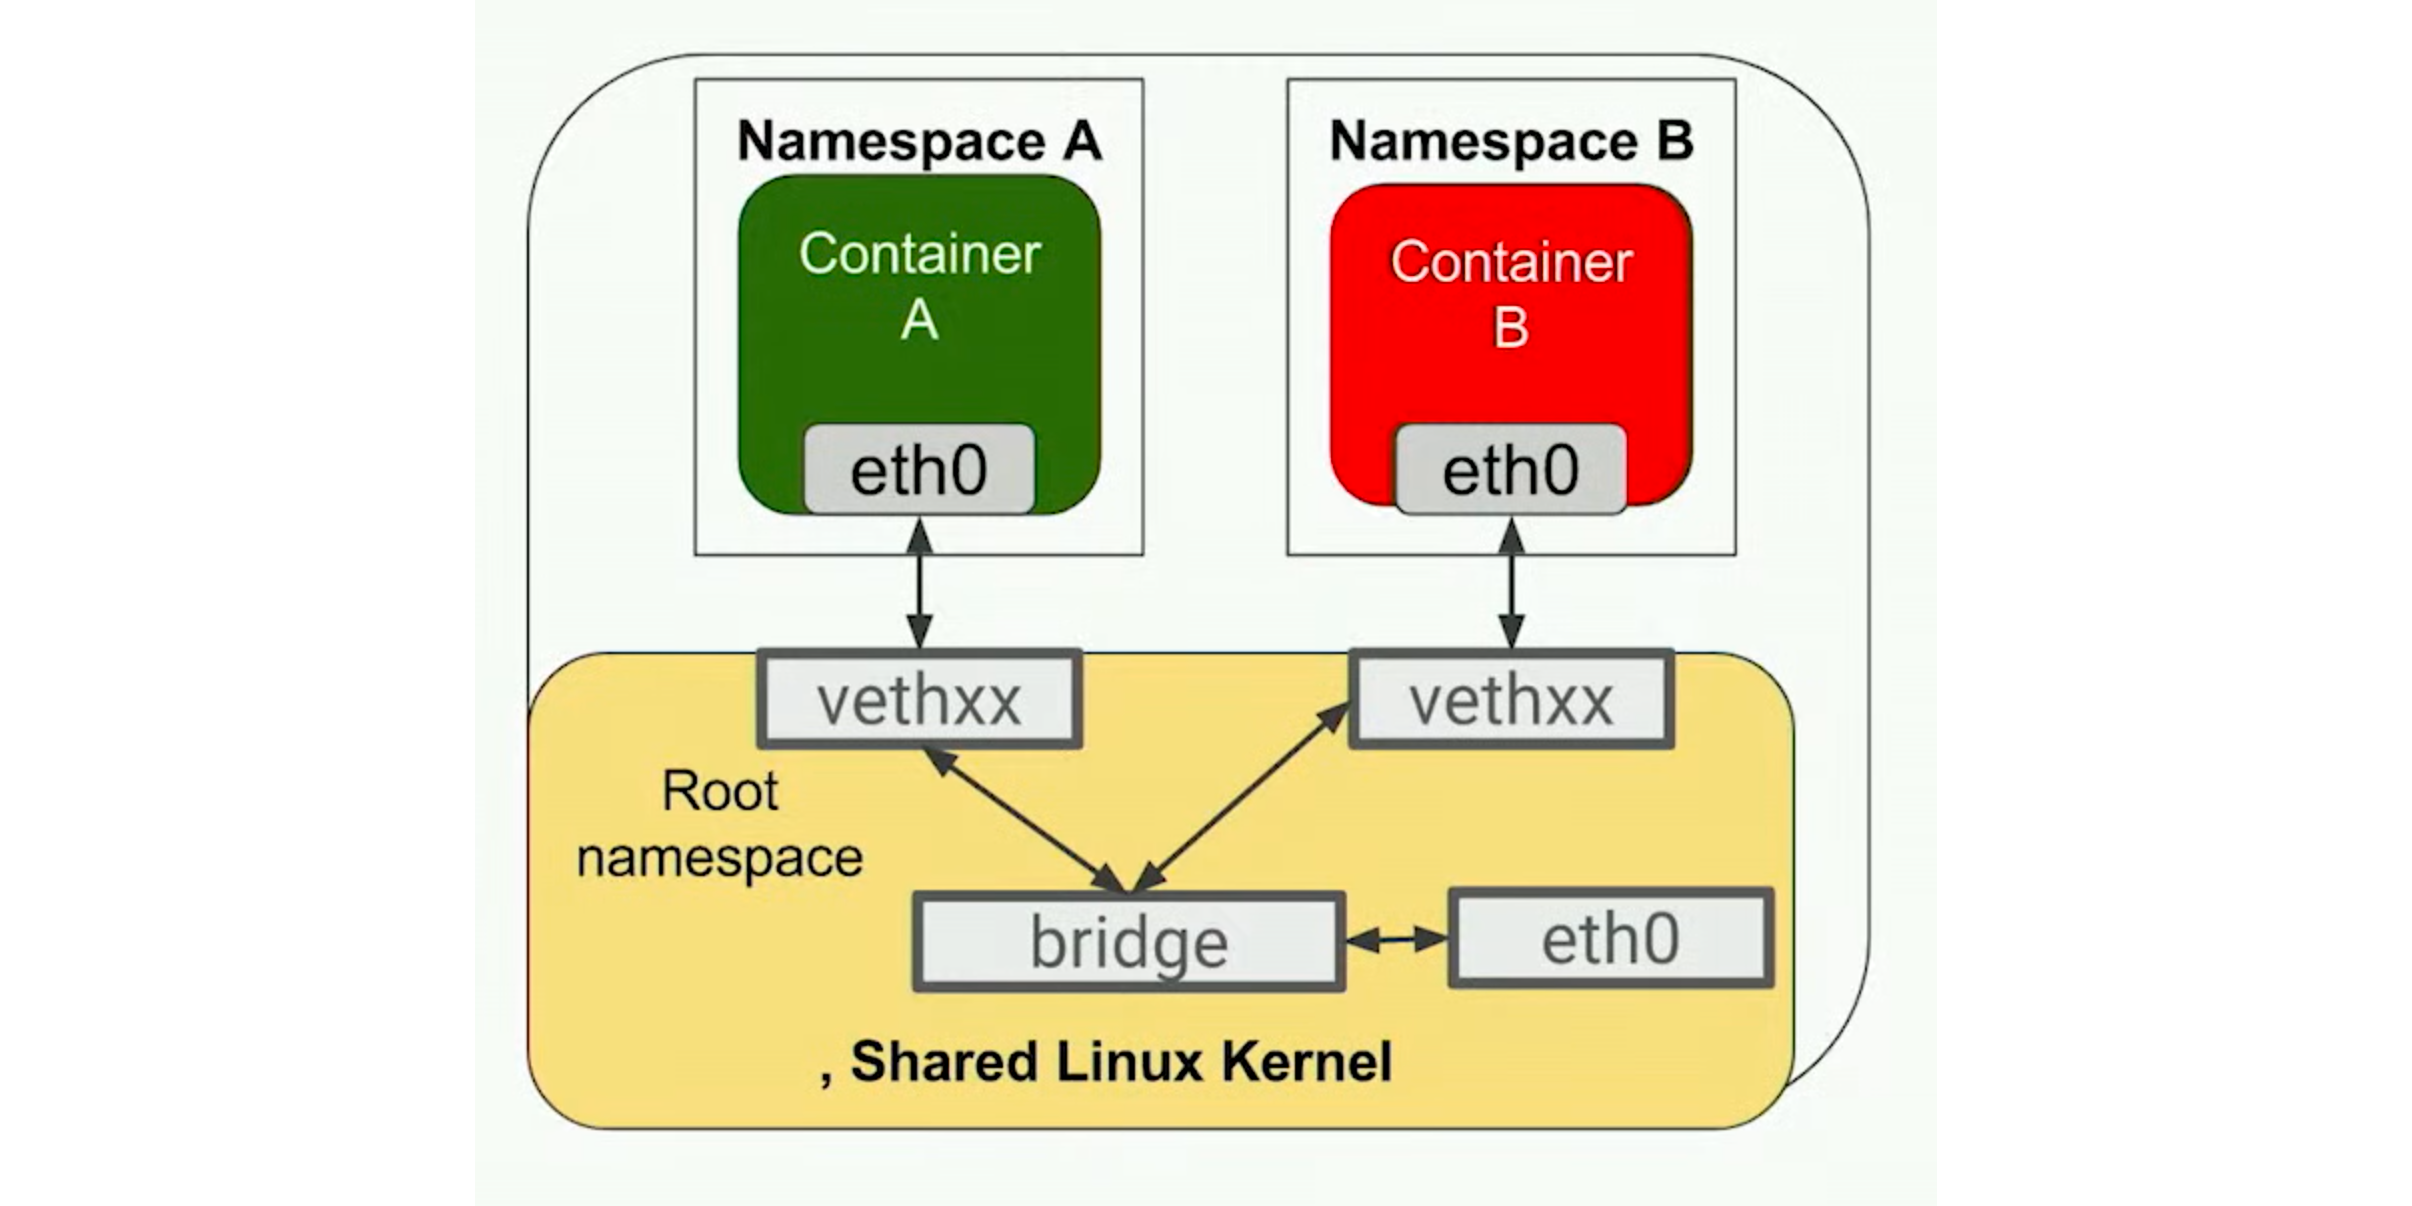 Namespace A
Namespace B
Container
A
Container
B
eth0
eth0
vethxx
vethxx
Root
namespace
bridge
eth0
, Shared Linux Kernel